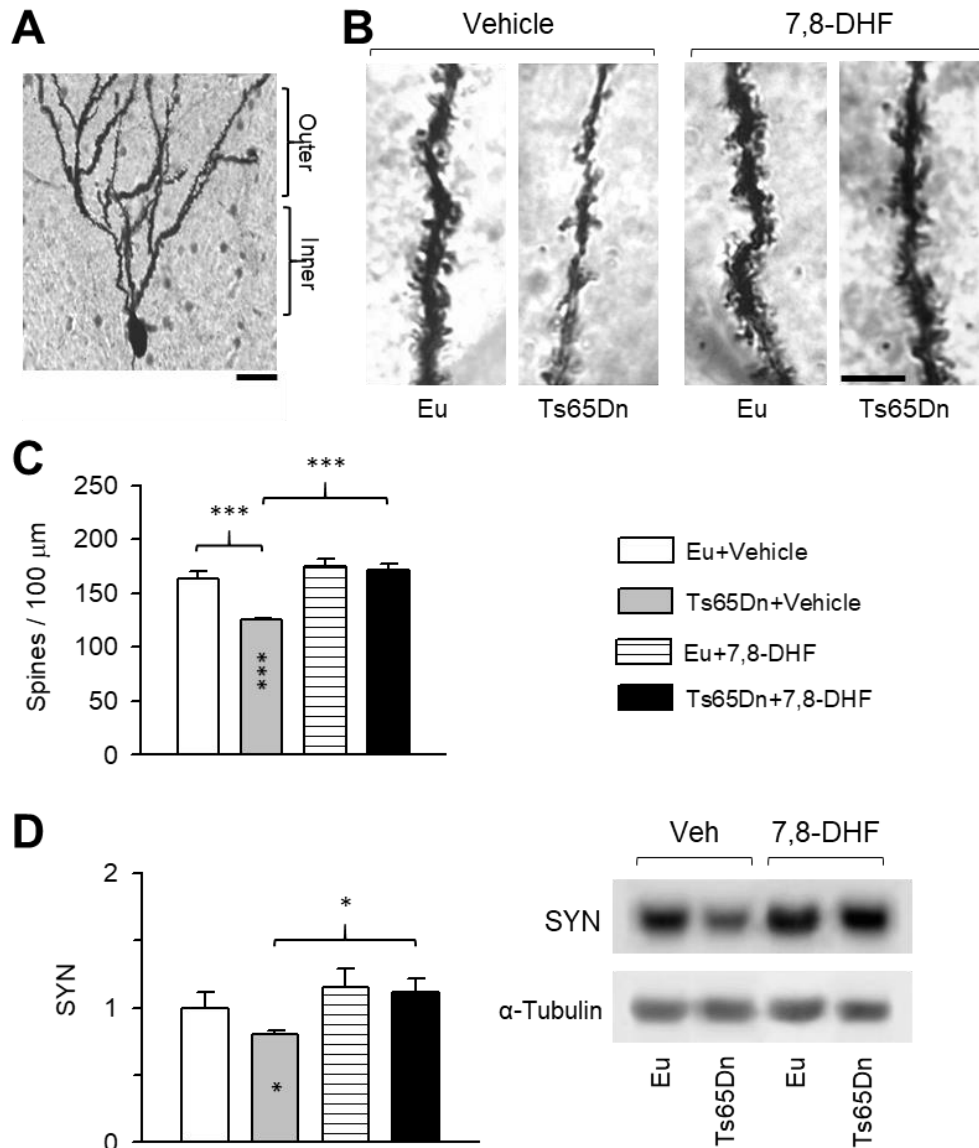 A
Outer
Inner
B
Vehicle
7,8-DHF
Eu
Ts65Dn
Eu
Ts65Dn
C
Spines / 100 µm
250
200
150
100
50
0
***
***
***
Eu+Vehicle
Ts65Dn+Vehicle
Eu+7,8-DHF
Ts65Dn+7,8-DHF
D
SYN
2
1
0
*
*
Veh
7,8-DHF
SYN
α-Tubulin
Eu
Ts65Dn
Eu
Ts65Dn